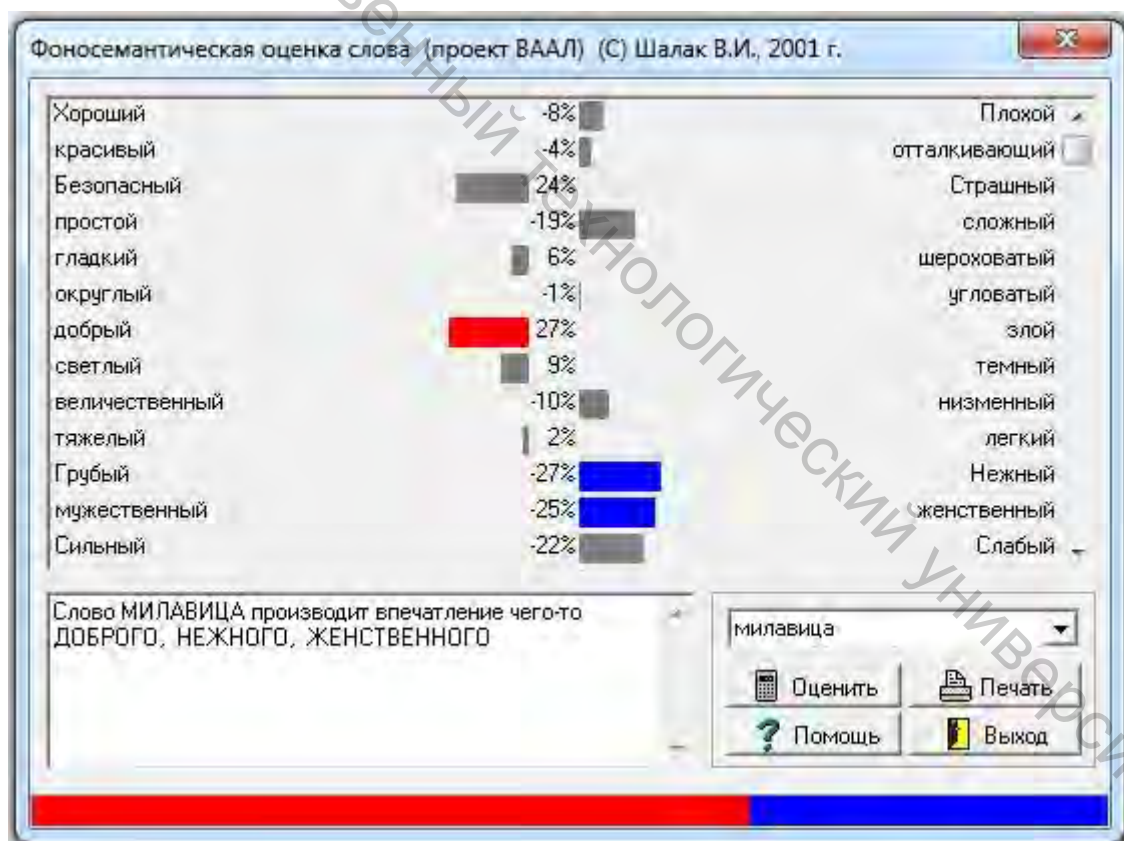 Фоносемантическая оценка слова (проект ВААЛ) (С) Шалак В.И., 2001 г.
Хороший -8% Плохой
красивый -4% отталкивающий
Безопасный 24% Страшный
простой -19% сложный
гладкий 6% шероховатый
округлый -1% угловатый
добрый 27% злой
светлый 9% темный
величественный -10% низменный
тяжелый 2% легкий
Грубый -27% Нежный
мужественный -25% женственный
Сильный -22% Слабый
Слово МИЛАВИЦА производит впечатление чего-то
ДОБРОГО, НЕЖНОГО, ЖЕНСТВЕННОГО
милавица
Оценить Печать
Помощь Выход
технологический